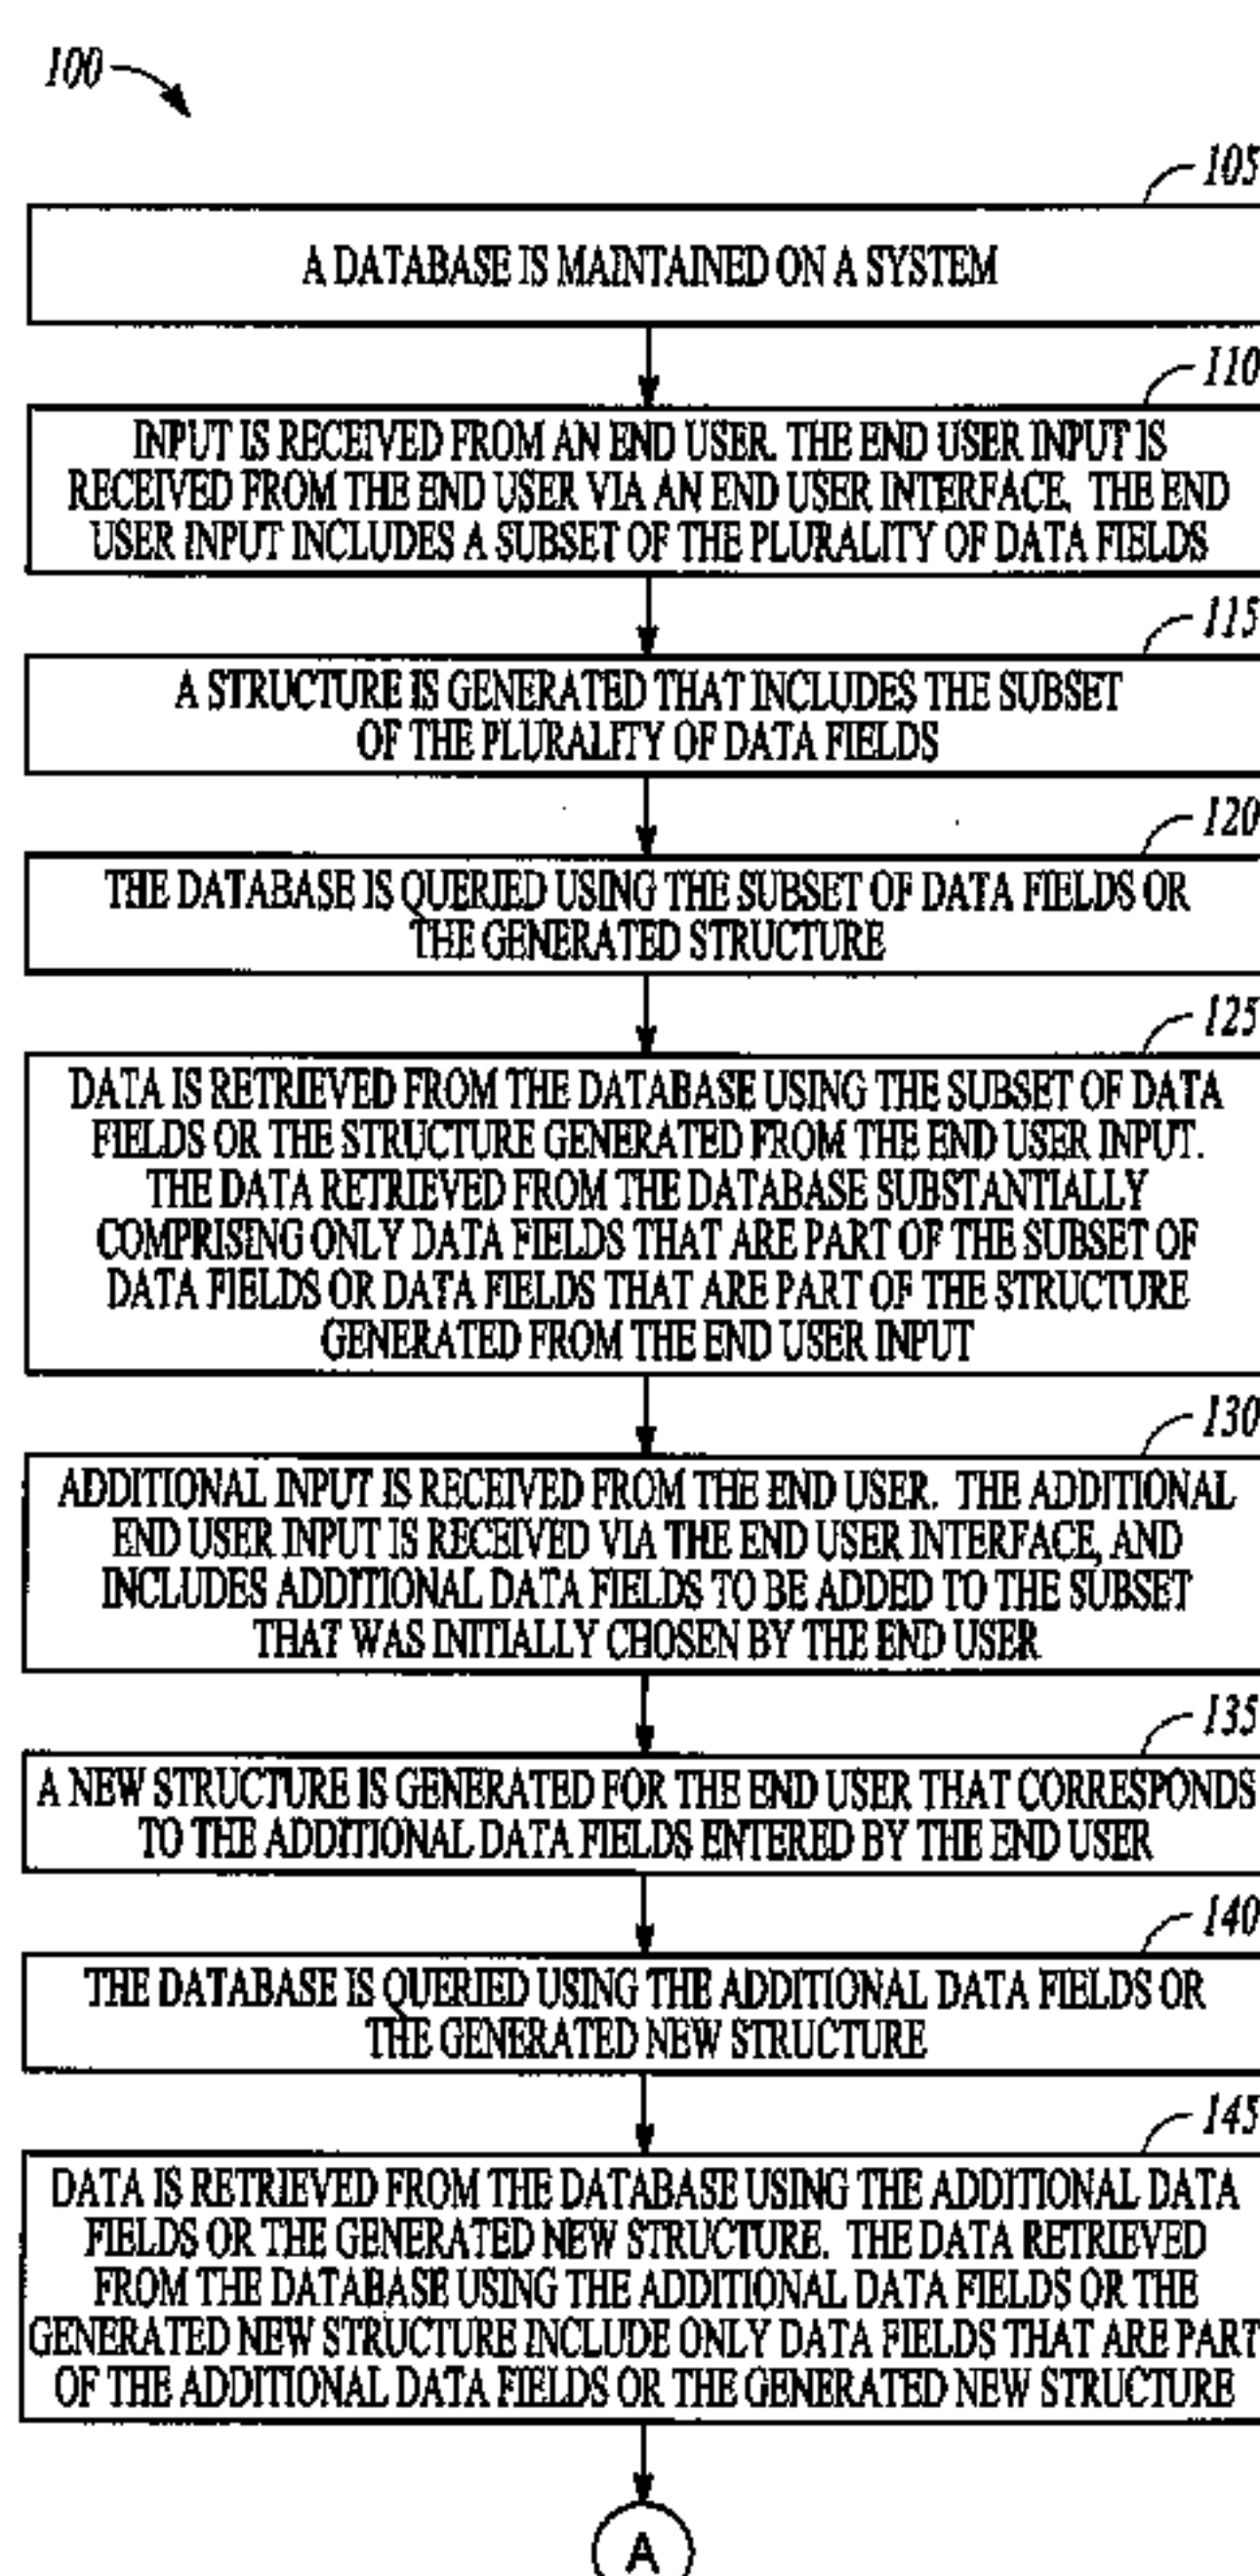 100
105
A DATABASE IS MAINTAINED ON A SYSTEM
110
INPUT IS RECEIVED FROM AN END USER. THE END USER INPUT IS
RECEIVED FROM THE END USER VIA AN END USER INTERFACE. THE END
USER INPUT INCLUDES A SUBSET OF THE PLURALITY OF DATA FIELDS
115
A STRUCTURE IS GENERATED THAT INCLUDES THE SUBSET
OF THE PLURALITY OF DATA FIELDS
120
THE DATABASE IS QUERIED USING THE SUBSET OF DATA FIELDS OR
THE GENERATED STRUCTURE
125
DATA IS RETRIEVED FROM THE DATABASE USING THE SUBSET OF DATA
FIELDS OR THE STRUCTURE GENERATED FROM THE END USER INPUT.
THE DATA RETRIEVED FROM THE DATABASE SUBSTANTIALLY
COMPRISING ONLY DATA FIELDS THAT ARE PART OF THE SUBSET OF
DATA FIELDS OR DATA FIELDS THAT ARE PART OF THE STRUCTURE
GENERATED FROM THE END USER INPUT
130
ADDITIONAL INPUT IS RECEIVED FROM THE END USER. THE ADDITIONAL
END USER INPUT IS RECEIVED VIA THE END USER INTERFACE, AND
INCLUDES ADDITIONAL DATA FIELDS TO BE ADDED TO THE SUBSET
THAT WAS INITIALLY CHOSEN BY THE END USER
135
A NEW STRUCTURE IS GENERATED FOR THE END USER THAT CORRESPONDS
TO THE ADDITIONAL DATA FIELDS ENTERED BY THE END USER
140
THE DATABASE IS QUERIED USING THE ADDITIONAL DATA FIELDS OR
THE GENERATED NEW STRUCTURE
145
DATA IS RETRIEVED FROM THE DATABASE USING THE ADDITIONAL DATA
FIELDS OR THE GENERATED NEW STRUCTURE. THE DATA RETRIEVED
FROM THE DATABASE USING THE ADDITIONAL DATA FIELDS OR THE
GENERATED NEW STRUCTURE INCLUDE ONLY DATA FIELDS THAT ARE PART
OF THE ADDITIONAL DATA FIELDS OR THE GENERATED NEW STRUCTURE
A